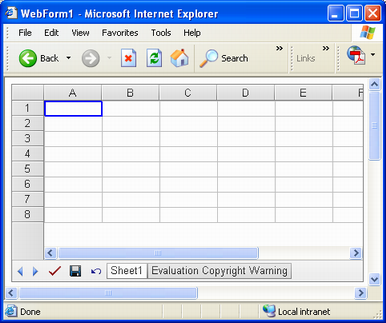 WebForm1 - Microsoft Internet Explorer
File Edit View Favorites Tools Help
Back Search » Links »
A B C D E F
1
2
3
4
5
6
7
8
Sheet1 Evaluation Copyright Warning
Done Local intranet